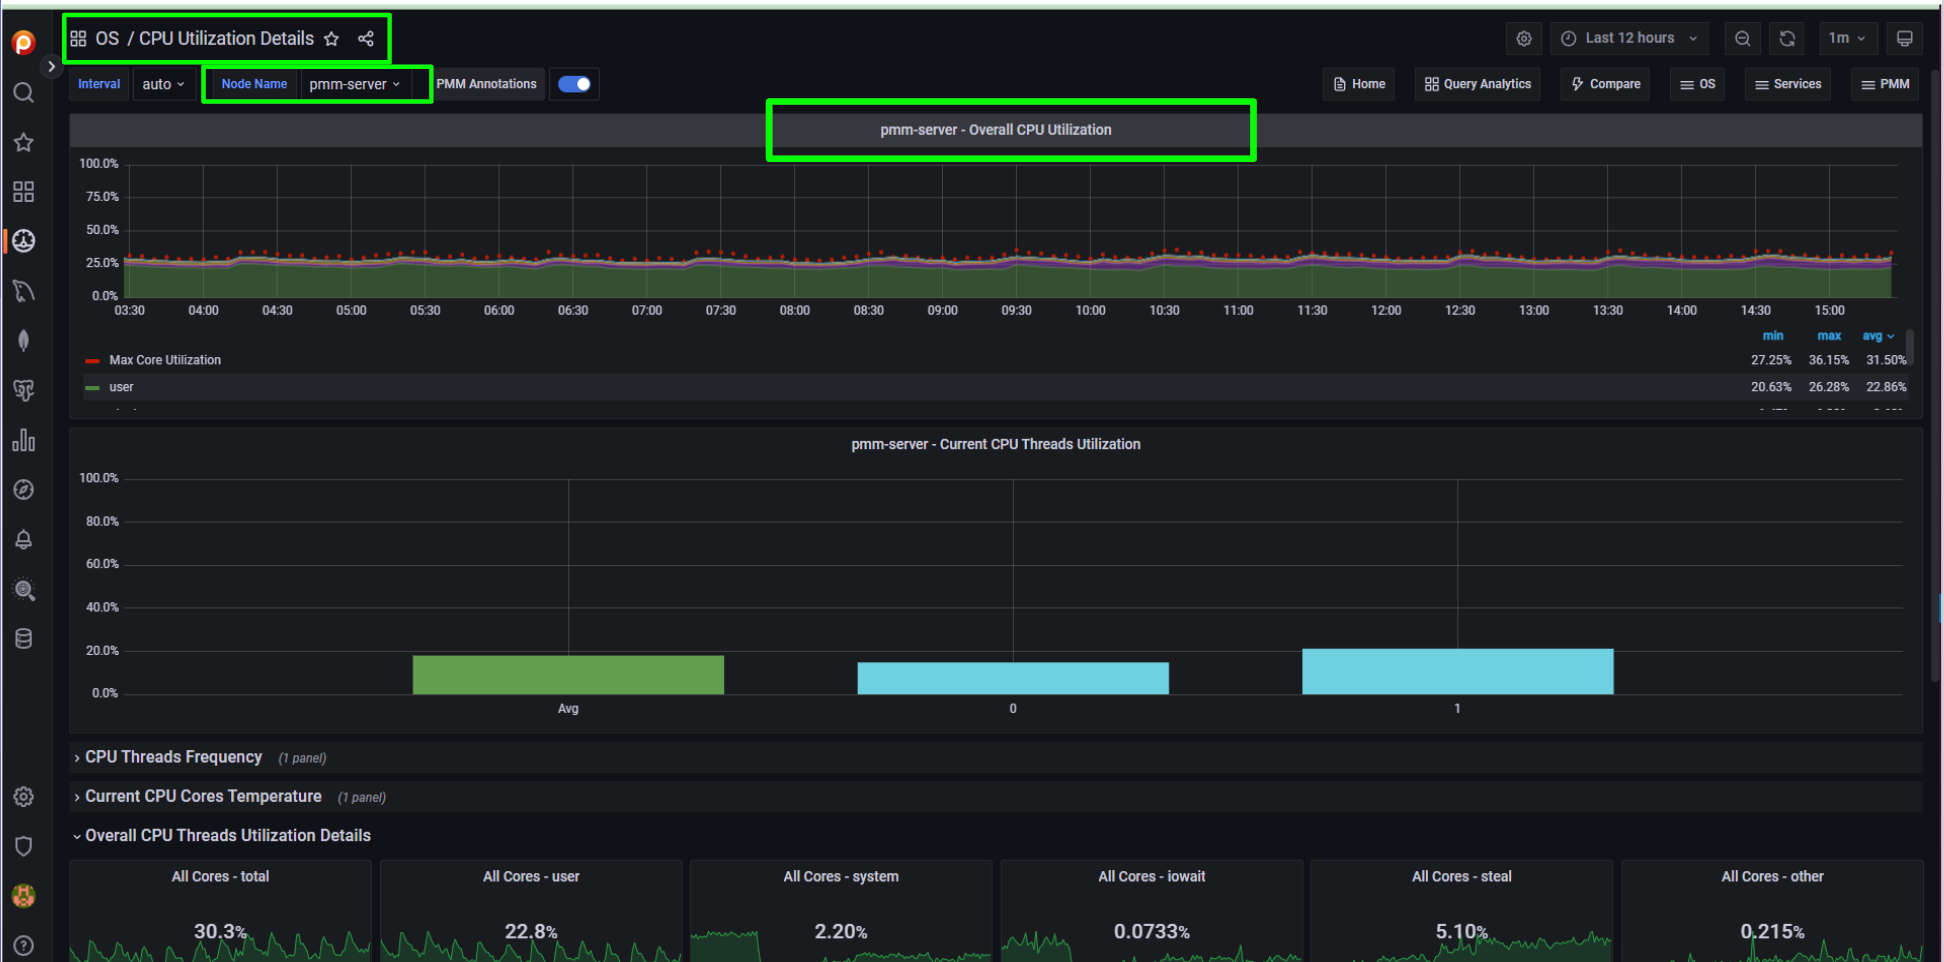 OS / CPU Utilization Details
Last 12 hours
1m
Interval auto Node Name pmm-server PMM Annotations
Home Query Analytics Compare OS Services PMM
pmm-server - Overall CPU Utilization
100.0%
75.0%
50.0%
25.0%
0.0%
03:30 04:00 04:30 05:00 05:30 06:00 06:30 07:00 07:30 08:00 08:30 09:00 09:30 10:00 10:30 11:00 11:30 12:00 12:30 13:00 13:30 14:00 14:30 15:00
min max avg
Max Core Utilization 27.25% 36.15% 31.50%
user 20.63% 26.28% 22.86%
pmm-server - Current CPU Threads Utilization
100.0%
80.0%
60.0%
40.0%
20.0%
0.0%
Avg 0 1
CPU Threads Frequency (1 panel)
Current CPU Cores Temperature (1 panel)
Overall CPU Threads Utilization Details
All Cores - total All Cores - user All Cores - system All Cores - iowait All Cores - steal All Cores - other
30.3% 22.8% 2.20% 0.0733% 5.10% 0.215%